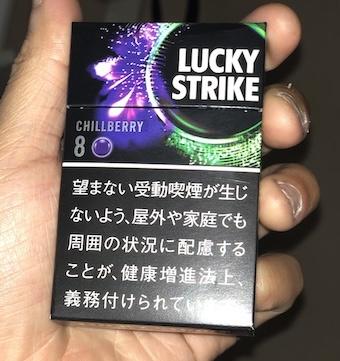 LUCKY
STRIKE
CHILLBERRY
8
望まない受動喫煙が生じ
ないよう、屋外や家庭でも
周囲の状況に配慮する
ことが、健康増進法上、
義務付けられてい